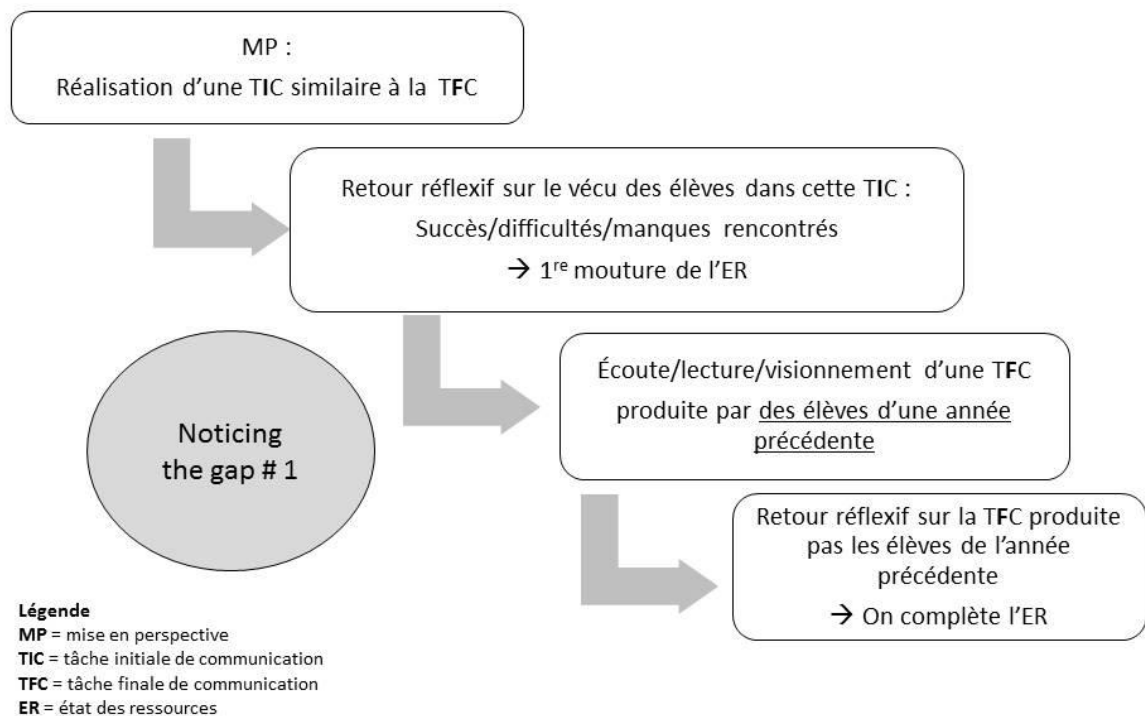 MP :
Réalisation d'une TIC similaire à la TFC
Retour réflexif sur le vécu des élèves dans cette TIC :
Succès/difficultés/manques rencontrés
→ 1re mouture de l'ER
Écoute/lecture/visionnement d'une TFC
produite par des élèves d'une année
précédente
Noticing
the gap # 1
Retour réflexif sur la TFC produite
pas les élèves de l'année
précédente
→ On complète l'ER
Légende
MP = mise en perspective
TIC = tâche initiale de communication
TFC = tâche finale de communication
ER = état des ressources